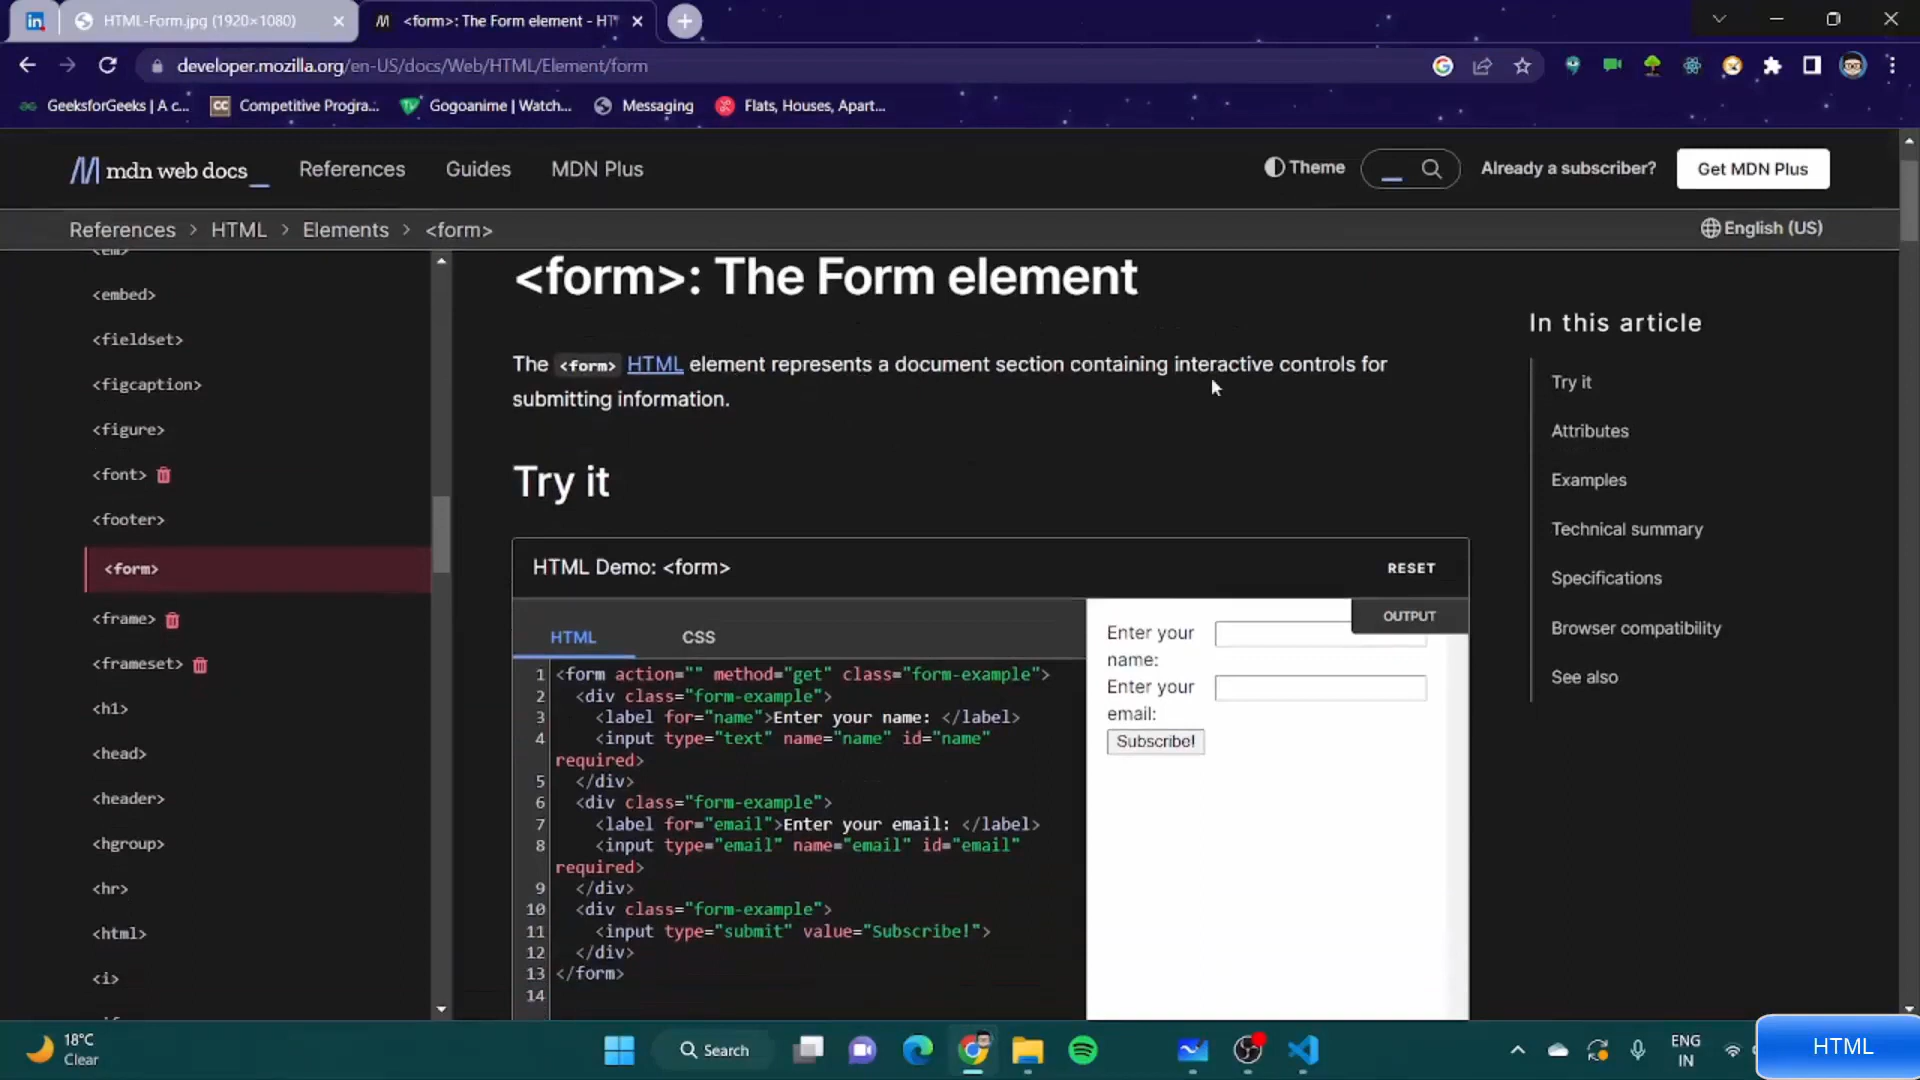 HTML-Form.jpg (1920×1080)
<form>: The Form element - HT
developer.mozilla.org/en-US/docs/Web/HTML/Element/form
GeeksforGeeks | A c...
CC Competitive Progra...
Gogoanime | Watch...
Messaging
Flats, Houses, Apart...
mdn web docs_
References
Guides
MDN Plus
Theme
Already a subscriber?
Get MDN Plus
References > HTML > Elements > <form>
English (US)
<em>
<embed>
<fieldset>
<figcaption>
<figure>
<font>
<footer>
<form>
<frame>
<frameset>
<h1>
<head>
<header>
<hgroup>
<hr>
<html>
<i>
<form>: The Form element
The <form> HTML element represents a document section containing interactive controls for
submitting information.
Try it
HTML Demo: <form>
RESET
HTML
CSS
1 <form action="" method="get" class="form-example">
2 <div class="form-example">
3 <label for="name">Enter your name: </label>
4 <input type="text" name="name" id="name"
required>
5 </div>
6 <div class="form-example">
7 <label for="email">Enter your email: </label>
8 <input type="email" name="email" id="email"
required>
9 </div>
10 <div class="form-example">
11 <input type="submit" value="Subscribe!">
12 </div>
13 </form>
14
OUTPUT
Enter your
name:
Enter your
email:
Subscribe!
In this article
Try it
Attributes
Examples
Technical summary
Specifications
Browser compatibility
See also
18°C
Clear
Search
ENG
IN
HTML